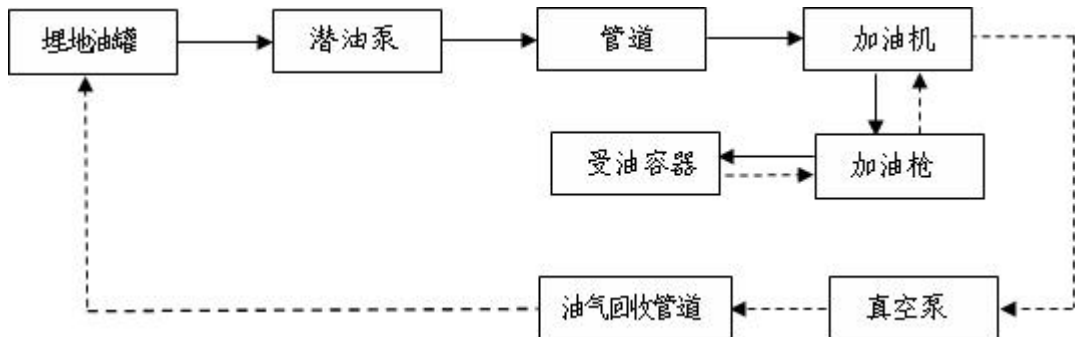 埋地油罐
潜油泵
管道
加油机
受油容器
加油枪
油气回收管道
真空泵